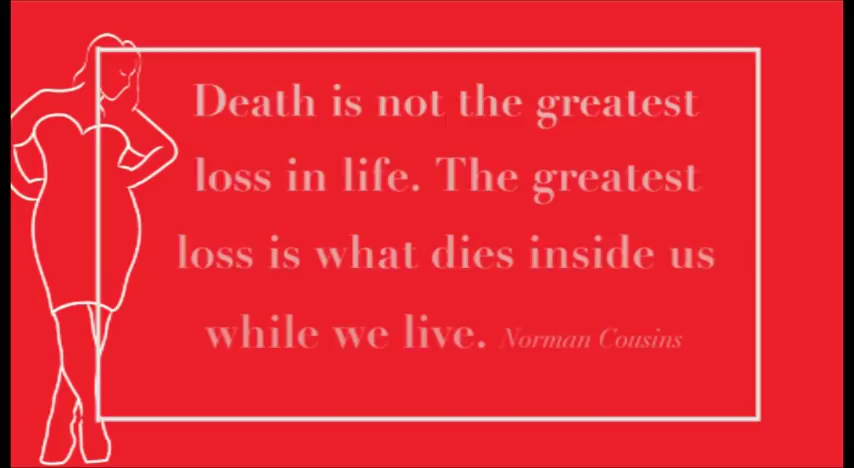 Death is not the greatest
loss in life. The greatest
loss is what dies inside us
while we live. Norman Cousins